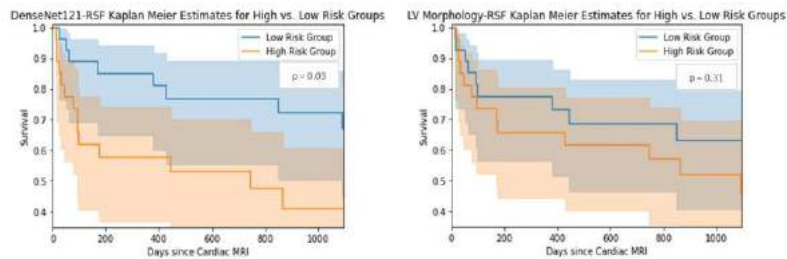 DenseNet121-RSF Kaplan Meier Estimates for High vs. Low Risk Groups
1.0
0.9
0.8
0.7
0.6
0.5
0.4
Survival
Low Risk Group
High Risk Group
p = 0.03
0
200
400
600
800
1000
Days since Cardiac MRI
LV Morphology-RSF Kaplan Meier Estimates for High vs. Low Risk Groups
1.0
0.9
0.8
0.7
0.6
0.5
0.4
Survival
Low Risk Group
High Risk Group
p = 0.31
0
200
400
600
800
1000
Days since Cardiac MRI